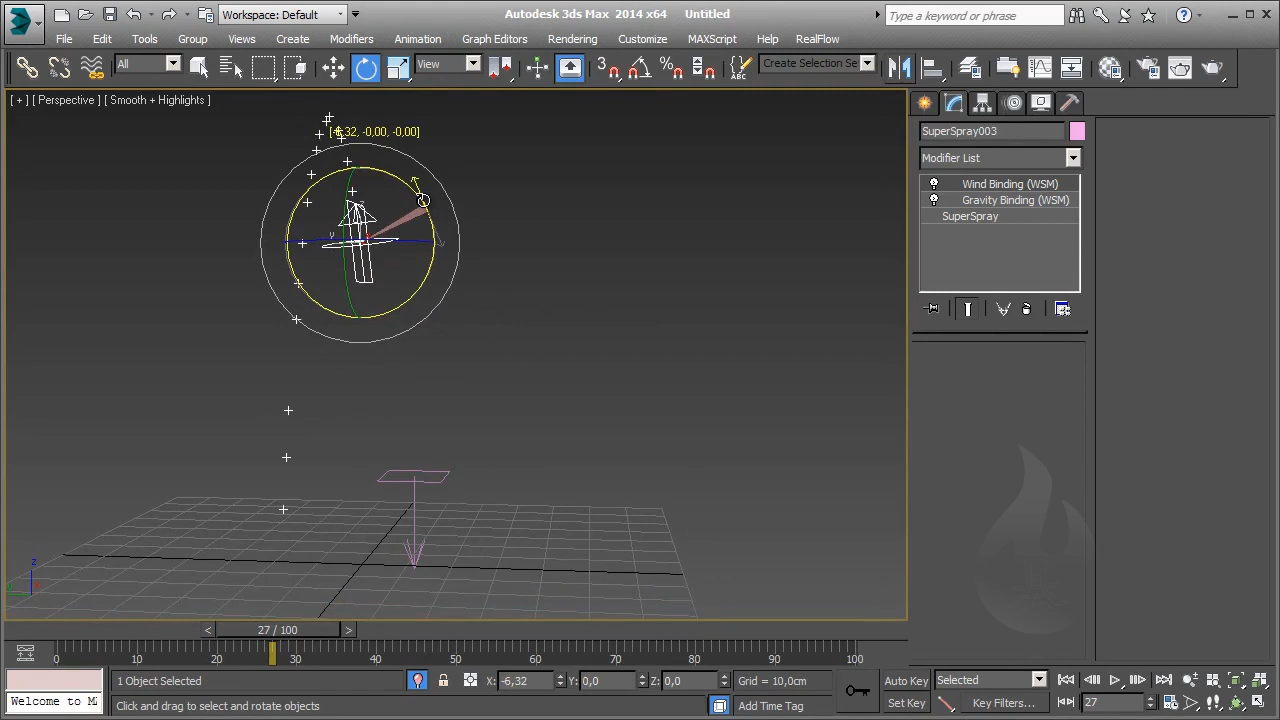 Workspace: Default
Autodesk 3ds Max 2014 x64 Untitled
Type a keyword or phrase
File Edit Tools Group Views Create Modifiers Animation Graph Editors Rendering Customize MAXScript Help RealFlow
All
View
Create Selection Se
[ + ] [ Perspective ] [ Smooth + Highlights ]
[-6,32, -0.00, -0.00]
SuperSpray003
Modifier List
Wind Binding (WSM)
Gravity Binding (WSM)
SuperSpray
y
z
27 / 100
0 10 20 30 40 50 60 70 80 90 100
1 Object Selected
X: -6,32
Y: 0,0
Z: 0,0
Grid = 10,0cm
Auto Key
Selected
Welcome to M
Click and drag to select and rotate objects
Add Time Tag
Set Key
Key Filters...
27